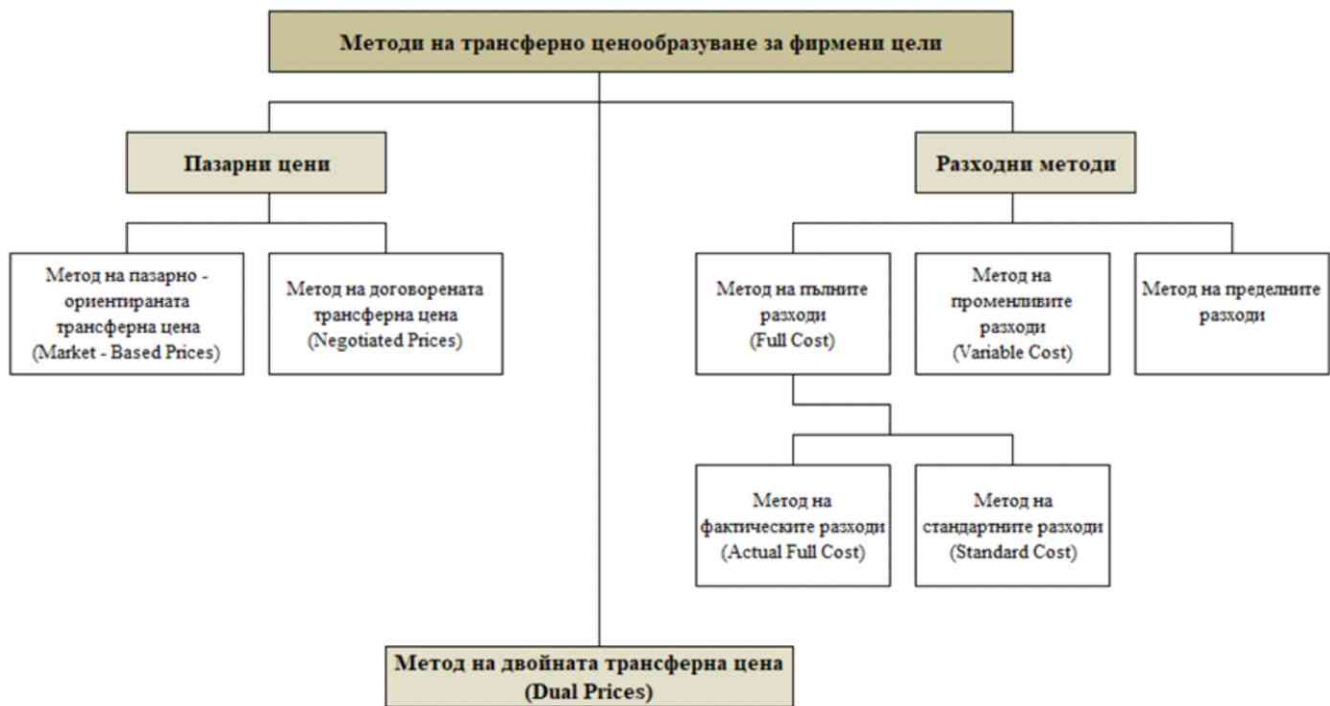 Методи на трансферно ценообразуване за фирмени цели
Пазарни цени
Разходни методи
Метод на пазарно -
ориентираната
трансферна цена
(Market - Based Prices)
Метод на договорената
трансферна цена
(Negotiated Prices)
Метод на пълните
разходи
(Full Cost)
Метод на
променливите
разходи
(Variable Cost)
Метод на пределните
разходи
Метод на
фактическите разходи
(Actual Full Cost)
Метод на
стандартните разходи
(Standard Cost)
Метод на двойната трансферна цена
(Dual Prices)